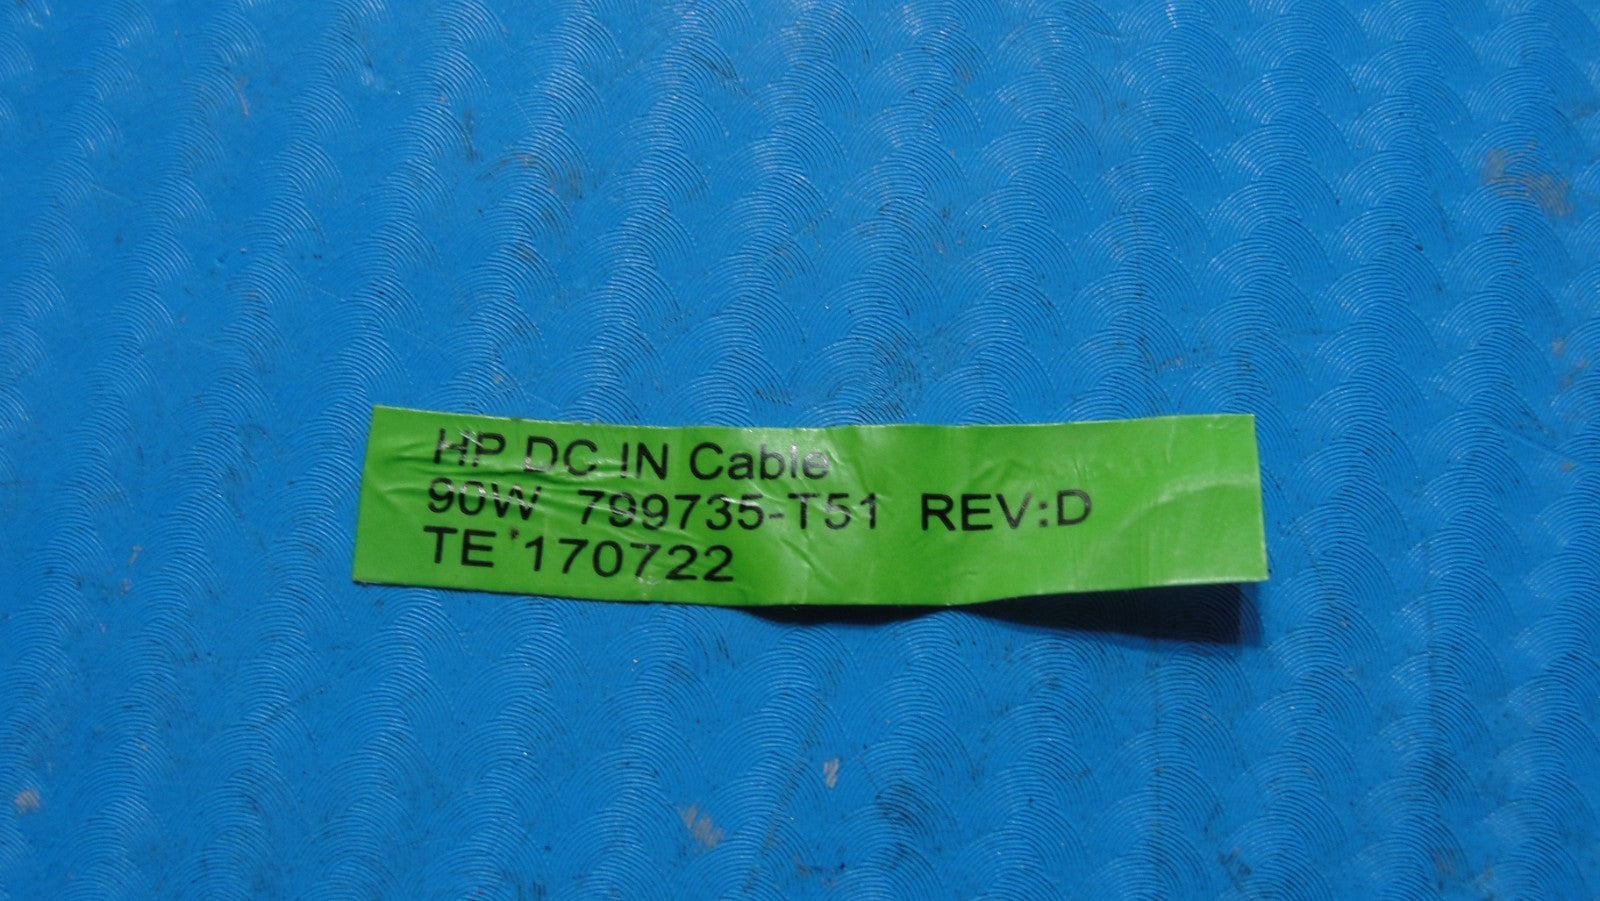 HP DC IN Cable
90W 799735-T51 REV:D
TE 170722